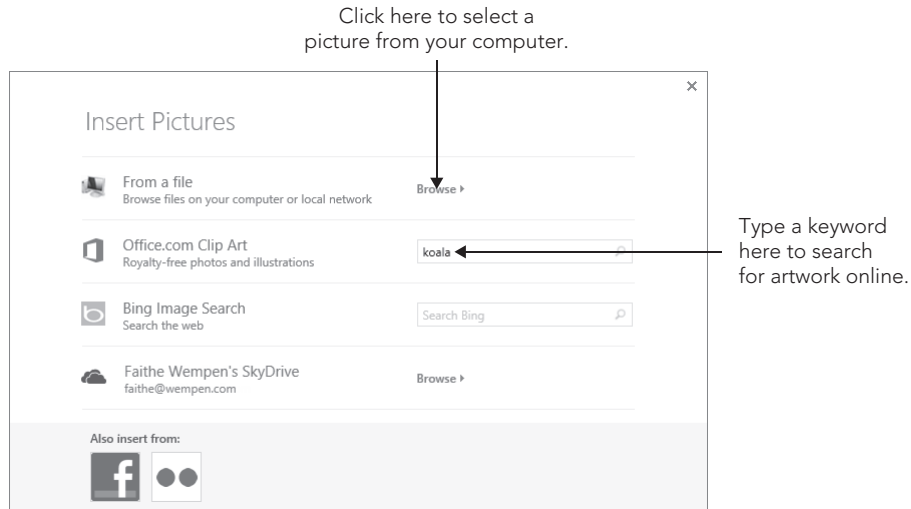 Click here to select a
picture from your computer.
Insert Pictures
From a file
Browse files on your computer or local network
Browse
Office.com Clip Art
Royalty-free photos and illustrations
koala
Type a keyword
here to search
for artwork online.
Bing Image Search
Search the web
Search Bing
Faithe Wempen's SkyDrive
faithe@wempen.com
Browse
Also insert from: